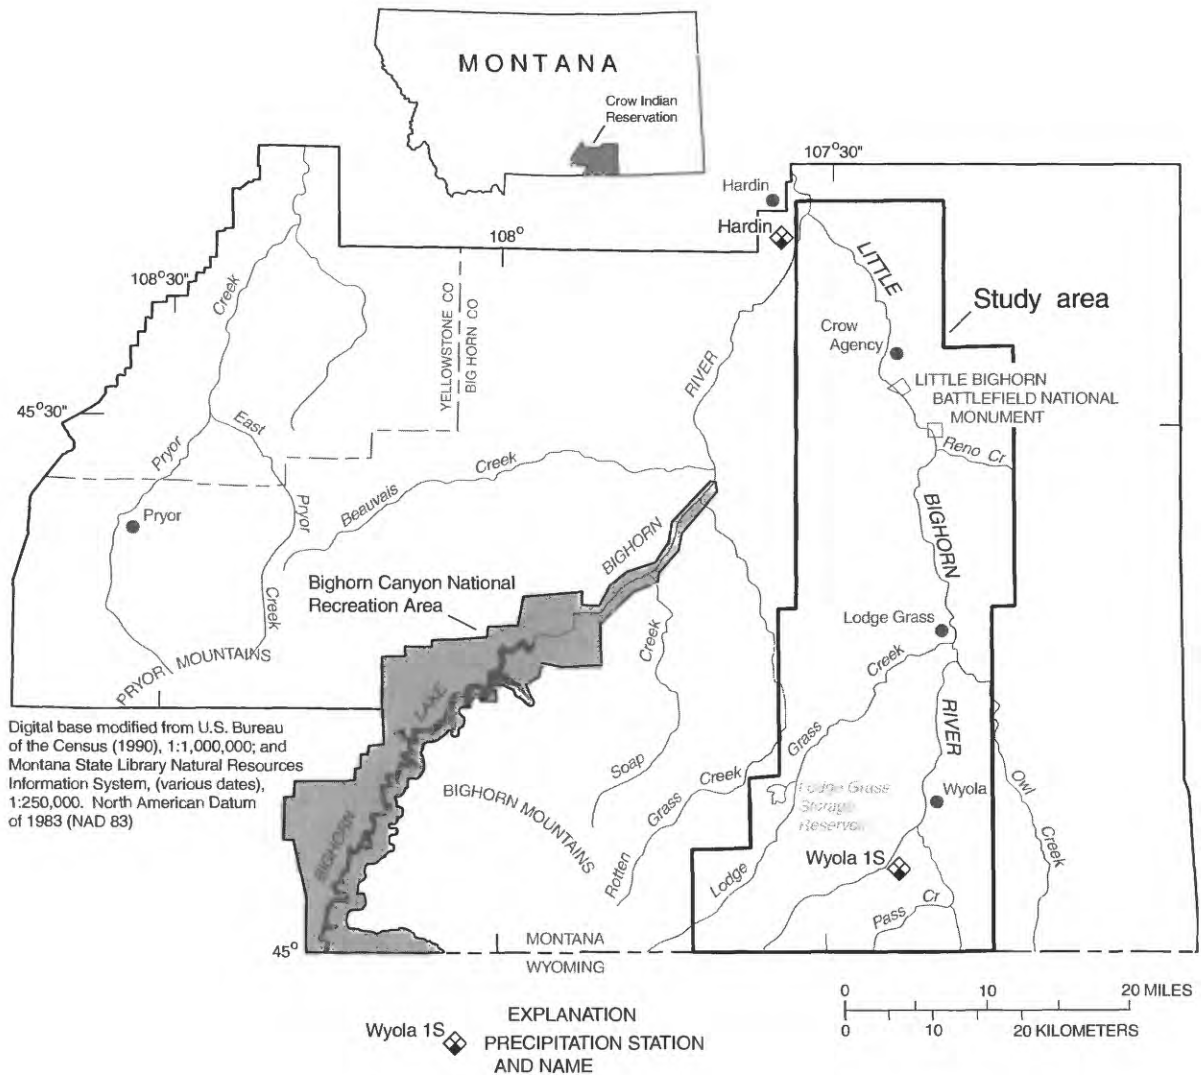 MONTANA
Crow Indian
Reservation
107°30"
Hardin
Hardin
108°
108°30"
Creek
YELLOWSTONE CO
BIG HORN CO
LITTLE
Study area
Crow
Agency
RIVER
LITTLE BIGHORN
BATTLEFIELD NATIONAL
MONUMENT
45°30"
East
Pryor
Creek
Reno Cr
Beauvais
Pryor
Pryor
BIGHORN
BIGHORN
Bighorn Canyon National
Recreation Area
Creek
Lodge Grass
Creek
Creek
PRYOR MOUNTAINS
LAKE
RIVER
Digital base modified from U.S. Bureau
of the Census (1990), 1:1,000,000; and
Montana State Library Natural Resources
Information System, (various dates),
1:250,000. North American Datum
of 1983 (NAD 83)
Grass
Soap
Creek
Owl
BIGHORN MOUNTAINS
Lodge Grass
Storage
Reservoir
Wyola
Grass
BIGHORN
Creek
Wyola 1S
Rotten
Lodge
Pass Cr
45°
MONTANA
WYOMING
0 10 20 MILES
0 10 20 KILOMETERS
EXPLANATION
Wyola 1S PRECIPITATION STATION
AND NAME